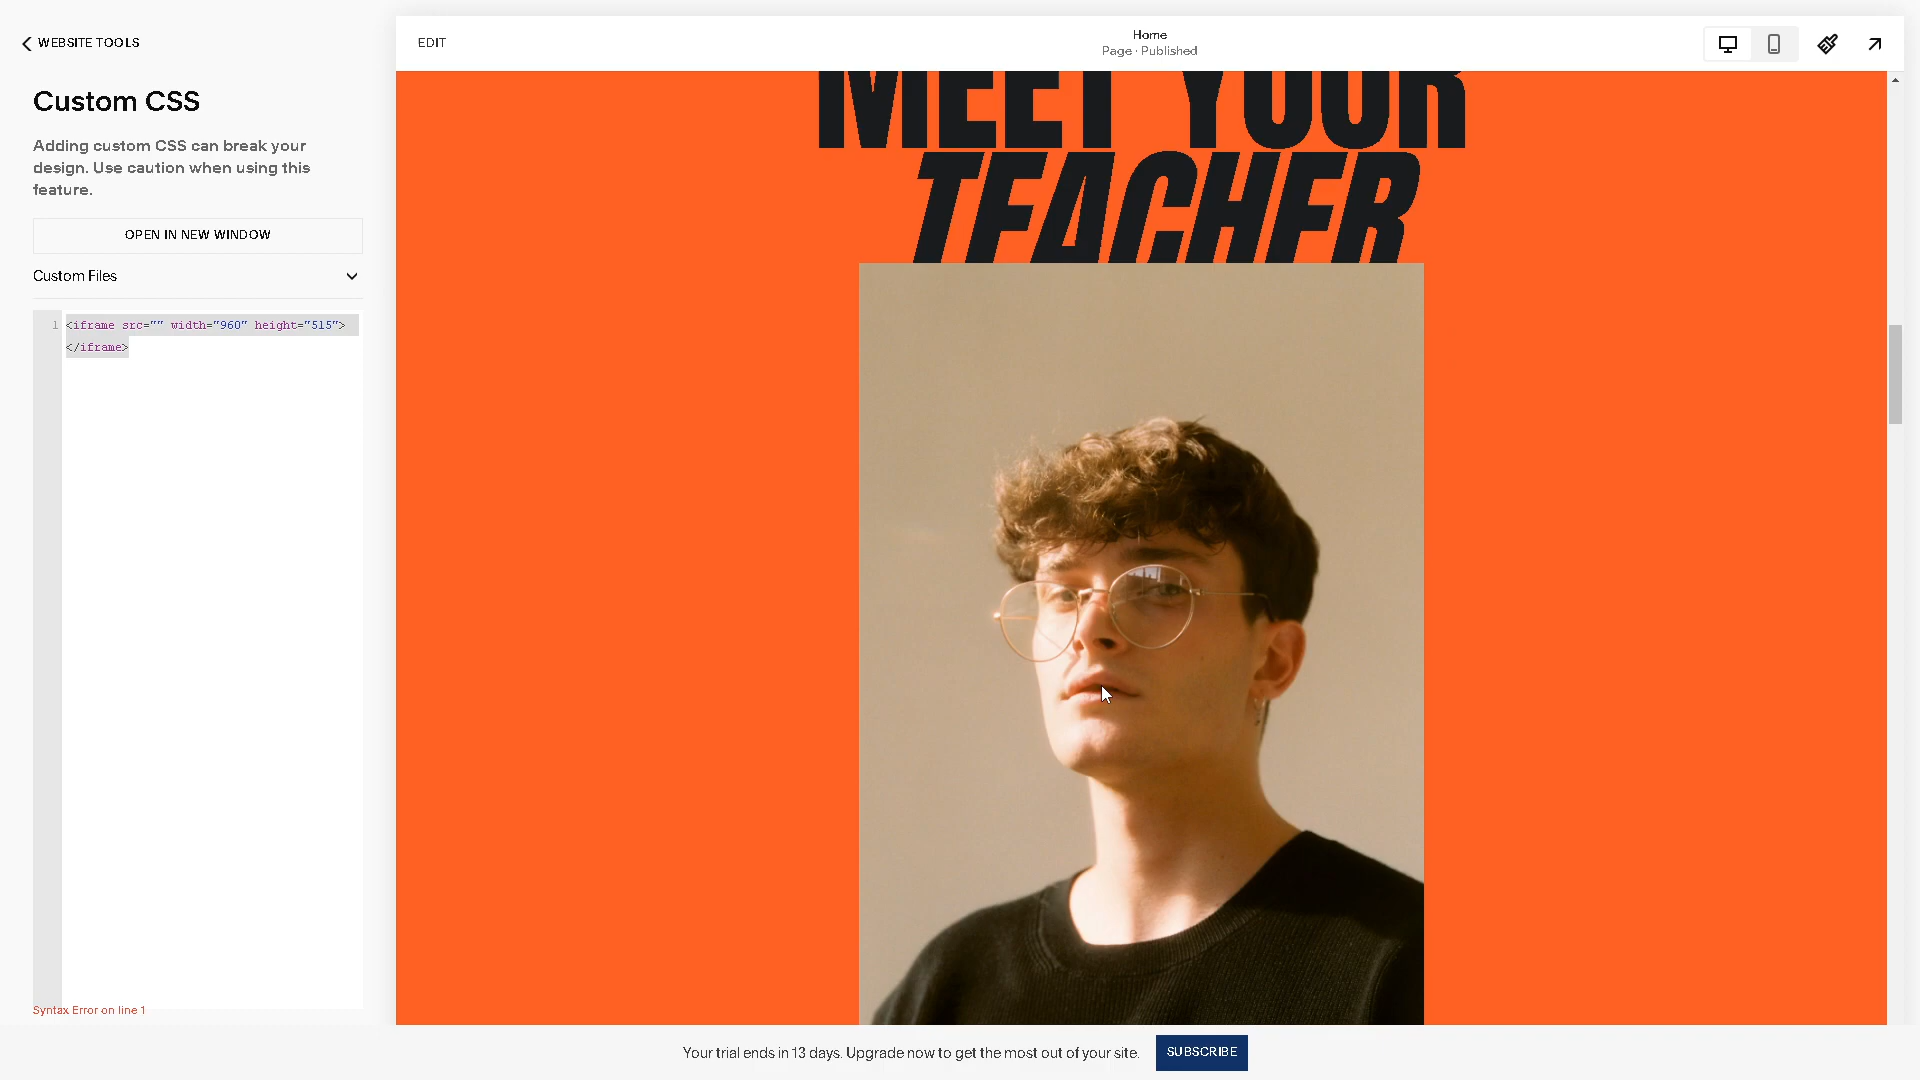 WEBSITE TOOLS
EDIT
Home
Page · Published
Custom CSS
Adding custom CSS can break your
design. Use caution when using this
feature.
OPEN IN NEW WINDOW
Custom Files
1 <iframe src="" width="960" height="515">
</iframe>
Syntax Error on line 1
MEET YOUR
TEACHER
Your trial ends in 13 days. Upgrade now to get the most out of your site.
SUBSCRIBE